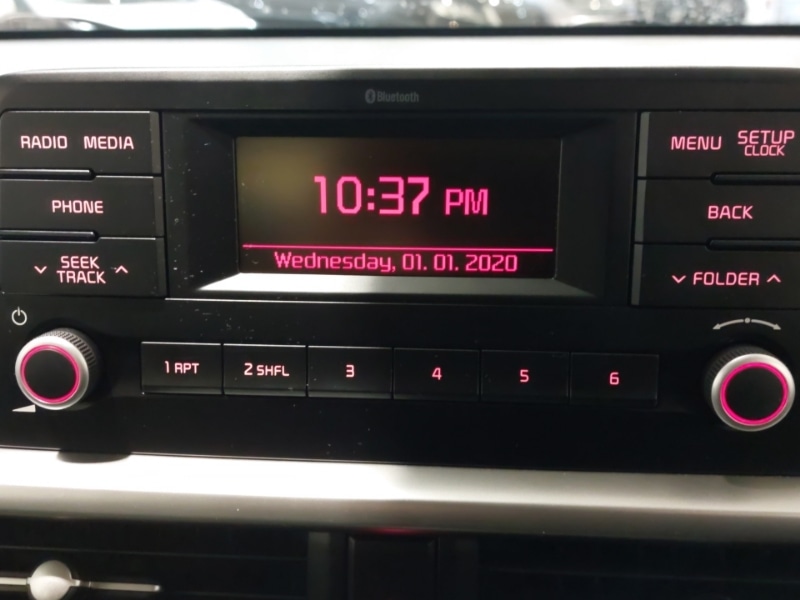 Bluetooth
RADIO MEDIA
PHONE
SEEK
TRACK
10:37 PM
Wednesday, 01. 01. 2020
MENU SETUP
CLOCK
BACK
FOLDER
1 RPT 2 SHFL 3 4 5 6